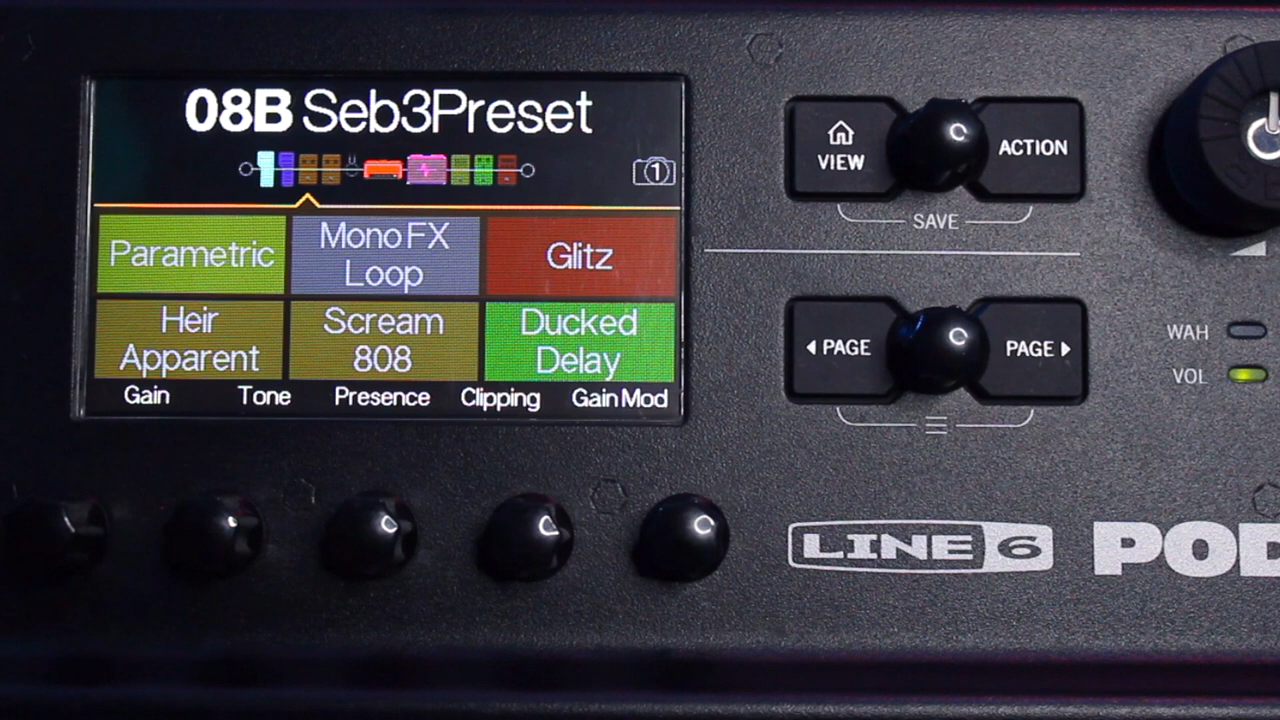 08B Seb3Preset
1
Parametric
Mono FX
Loop
Glitz
Heir
Apparent
Scream
808
Ducked
Delay
Gain Tone Presence Clipping Gain Mod
VIEW
ACTION
SAVE
PAGE
PAGE
WAH
VOL
LINE 6 POD